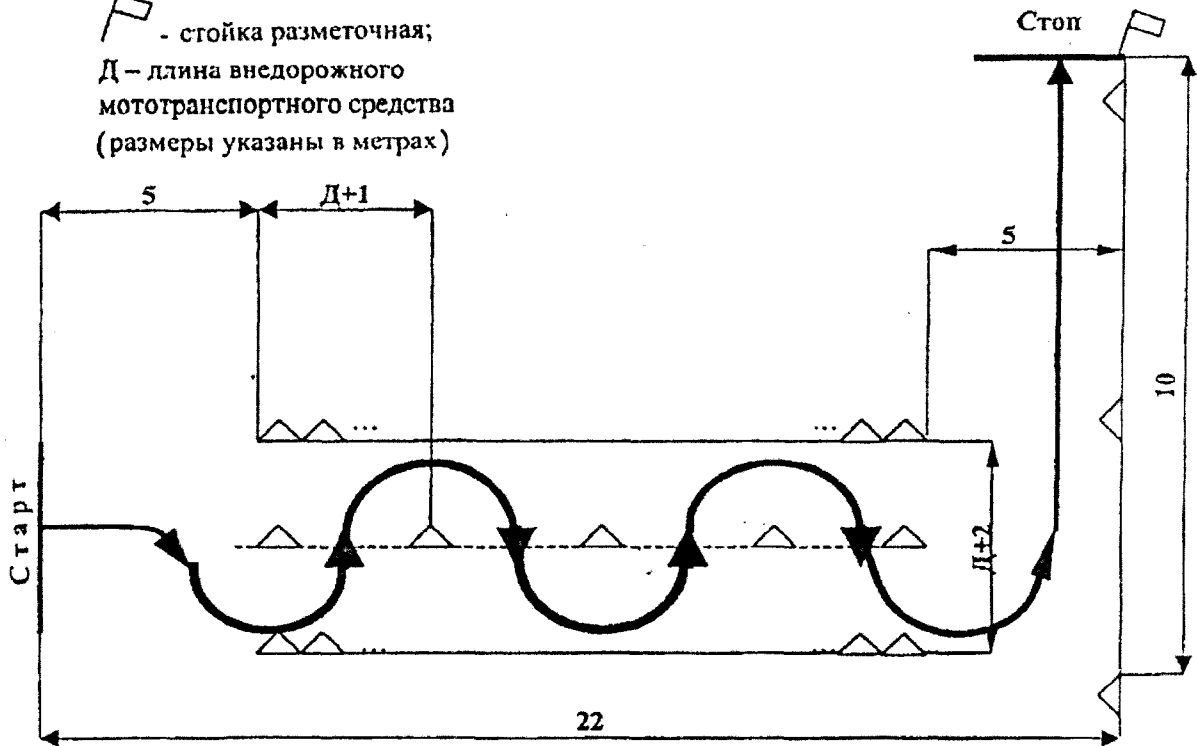 - стойка разметочная;
Д – длина внедорожного
мототранспортного средства
(размеры указаны в метрах)
Стоп
5
Д+1
5
10
...
...
Старт
Д+2
...
...
22